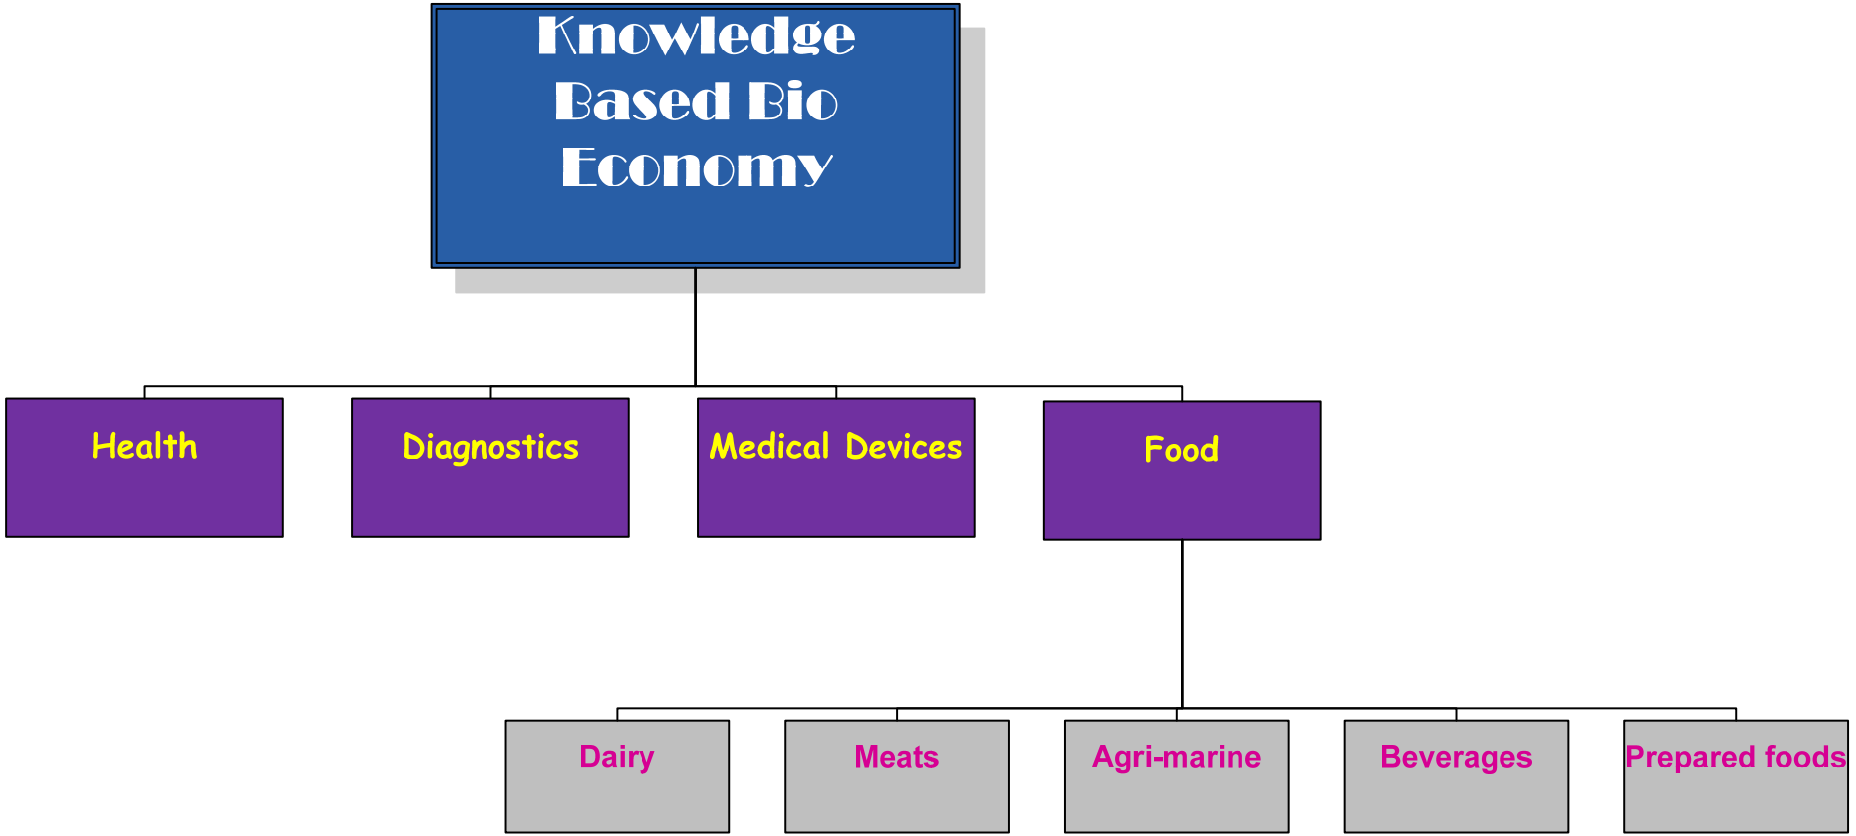 Knowledge
Based Bio
Economy
Health
Diagnostics
Medical Devices
Food
Dairy
Meats
Agri-marine
Beverages
Prepared foods